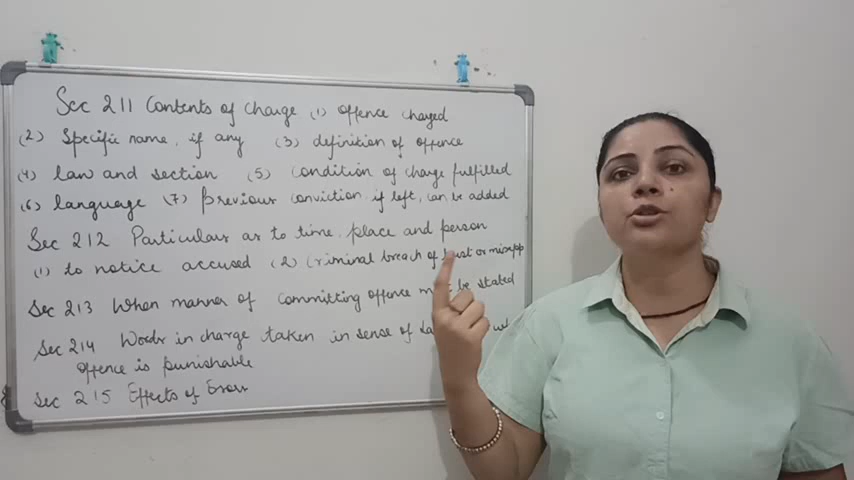 Sec 211 Contents of charge (1) offence charged
(2) Specific name, if any (3) definition of offence
(4) law and section (5) condition of charge fulfilled
(6) language (7) Previous conviction, if left, can be added
Sec 212 Particulars as to time, place and person
(1) to notice accused (2) Criminal breach of misapp
Sec 213 When manner of committing offence be stated
Sec 214 Words in charge taken in sense of
offence is punishable
Sec 215 Effects of Error